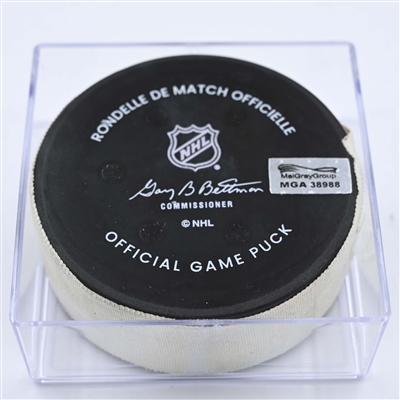 RONDELLE DE MATCH OFFICIELLE
NHL
Gary B Bettman
COMMISSIONER
© NHL
OFFICIAL GAME PUCK
MeiGrayGroup
MGA 38988